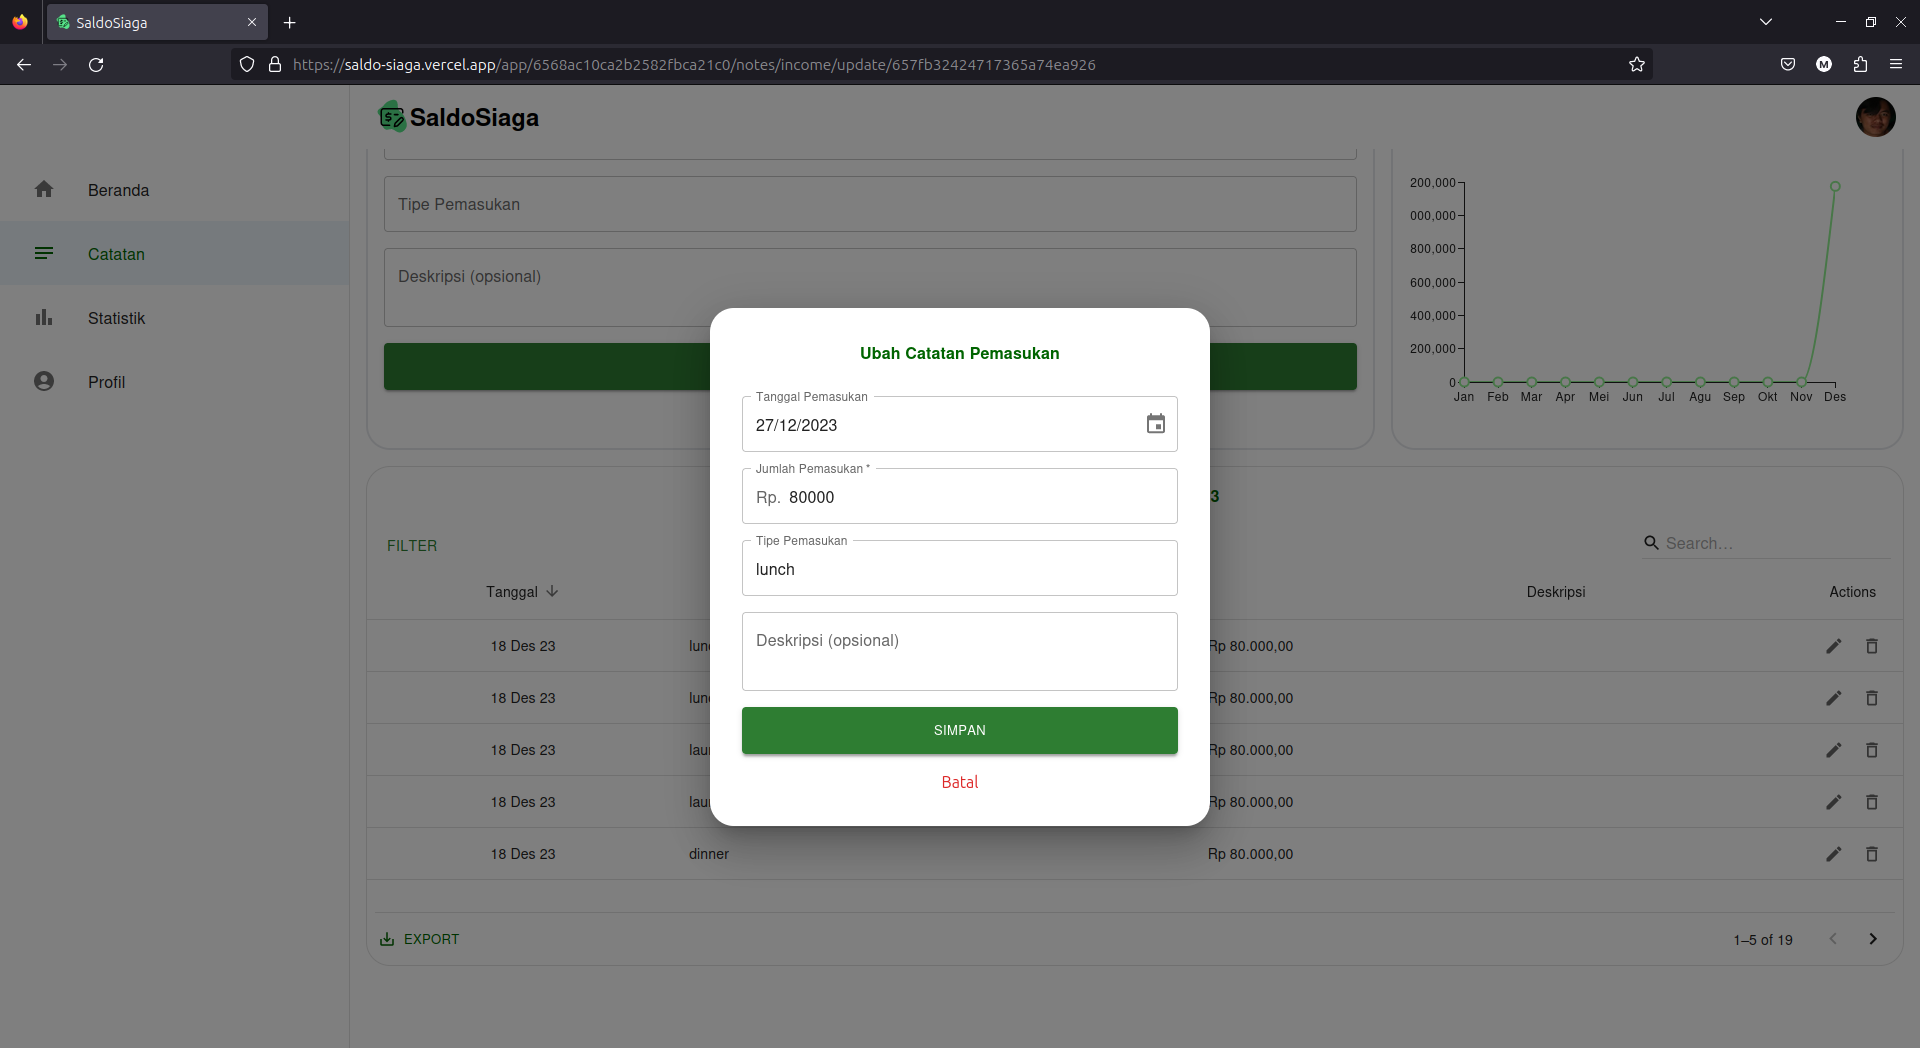 SaldoSiaga
https://saldo-siaga.vercel.app/app/6568ac10ca2b2582fbca21c0/notes/income/update/657fb32424717365a74ea926
M
SaldoSiaga
Beranda
Catatan
Statistik
Profil
Tipe Pemasukan
Deskripsi (opsional)
200,000
000,000
800,000
600,000
400,000
200,000
0
Jan Feb Mar Apr Mei Jun Jul Agu Sep Okt Nov Des
Ubah Catatan Pemasukan
Tanggal Pemasukan
27/12/2023
Jumlah Pemasukan *
Rp. 80000
Tipe Pemasukan
lunch
Deskripsi (opsional)
SIMPAN
Batal
3
FILTER
Search…
Tanggal Deskripsi Actions
18 Des 23 Rp 80.000,00
18 Des 23 Rp 80.000,00
18 Des 23 Rp 80.000,00
18 Des 23 Rp 80.000,00
18 Des 23 dinner Rp 80.000,00
EXPORT
1–5 of 19